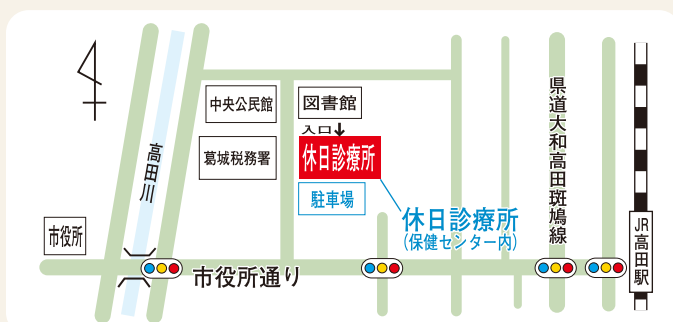 中央公民館
図書館
入口
高田川
葛城税務署
休日診療所
駐車場
市役所
休日診療所
(保健センター内)
県道大和高田斑鳩線
JR高田駅
市役所通り